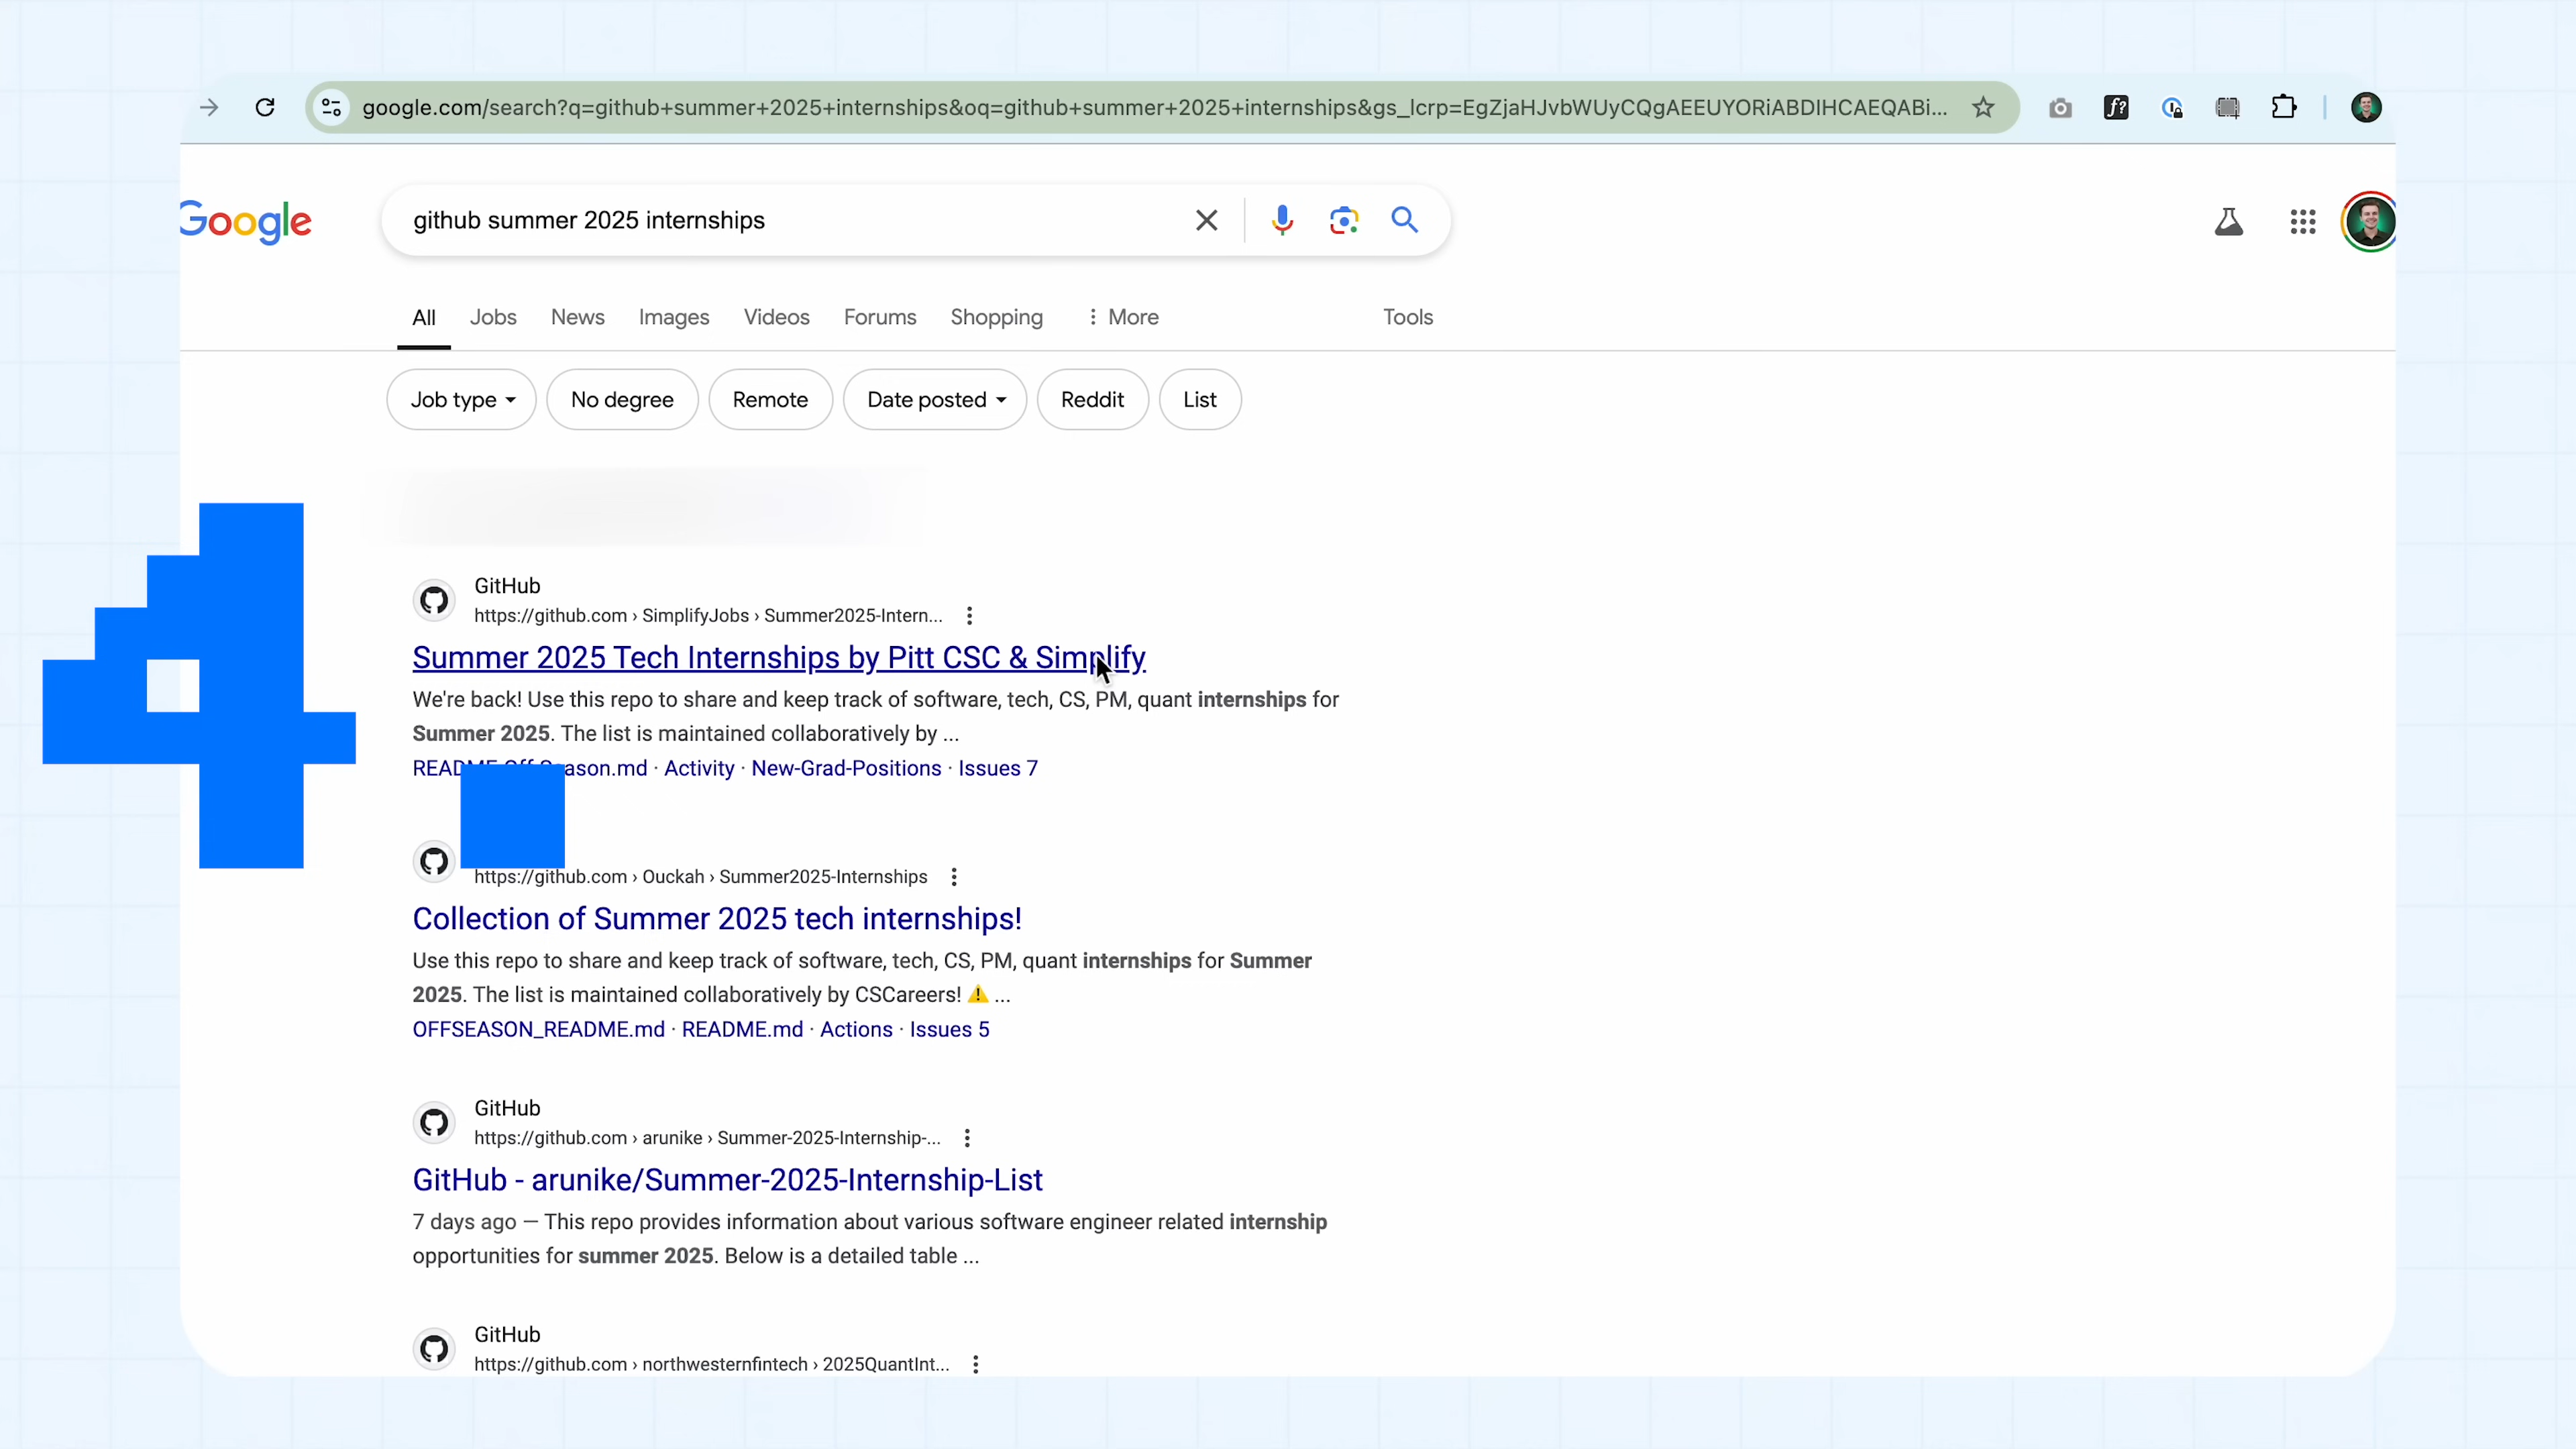 google.com/search?q=github+summer+2025+internships&oq=github+summer+2025+internships&gs_lcrp=EgZjaHJvbWUyCQgAEEUYORiABDIHCAEQABi...
Google
github summer 2025 internships
All Jobs News Images Videos Forums Shopping More Tools
Job type No degree Remote Date posted Reddit List
4.
GitHub
https://github.com › SimplifyJobs › Summer2025-Intern...
Summer 2025 Tech Internships by Pitt CSC & Simplify
We're back! Use this repo to share and keep track of software, tech, CS, PM, quant internships for
Summer 2025. The list is maintained collaboratively by ...
README-Off-Season.md · Activity · New-Grad-Positions · Issues 7
https://github.com › Ouckah › Summer2025-Internships
Collection of Summer 2025 tech internships!
Use this repo to share and keep track of software, tech, CS, PM, quant internships for Summer
2025. The list is maintained collaboratively by CSCareers! ⚠️ ...
OFFSEASON_README.md · README.md · Actions · Issues 5
GitHub
https://github.com › arunike › Summer-2025-Internship-...
GitHub - arunike/Summer-2025-Internship-List
7 days ago — This repo provides information about various software engineer related internship
opportunities for summer 2025. Below is a detailed table ...
GitHub
https://github.com › northwesternfintech › 2025QuantInt...